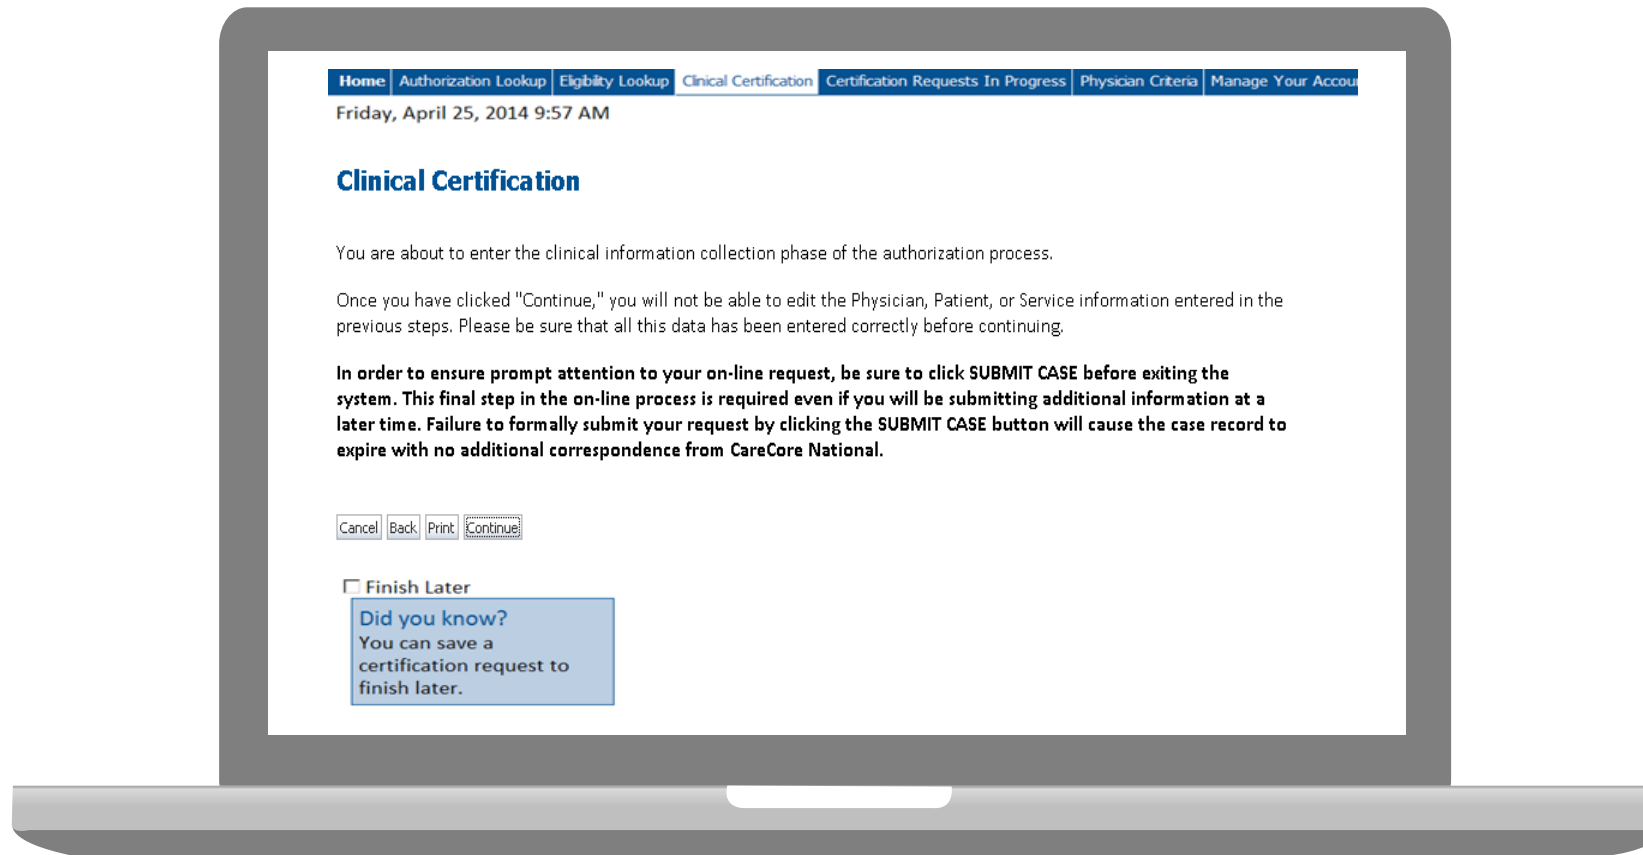 Home Authorization Lookup Eligibility Lookup Clinical Certification Certification Requests In Progress Physician Criteria Manage Your Accou
Friday, April 25, 2014 9:57 AM
Clinical Certification
You are about to enter the clinical information collection phase of the authorization process.
Once you have clicked "Continue," you will not be able to edit the Physician, Patient, or Service information entered in the
previous steps. Please be sure that all this data has been entered correctly before continuing.
In order to ensure prompt attention to your on-line request, be sure to click SUBMIT CASE before exiting the
system. This final step in the on-line process is required even if you will be submitting additional information at a
later time. Failure to formally submit your request by clicking the SUBMIT CASE button will cause the case record to
expire with no additional correspondence from CareCore National.
Cancel Back Print Continue
Finish Later
Did you know?
You can save a
certification request to
finish later.